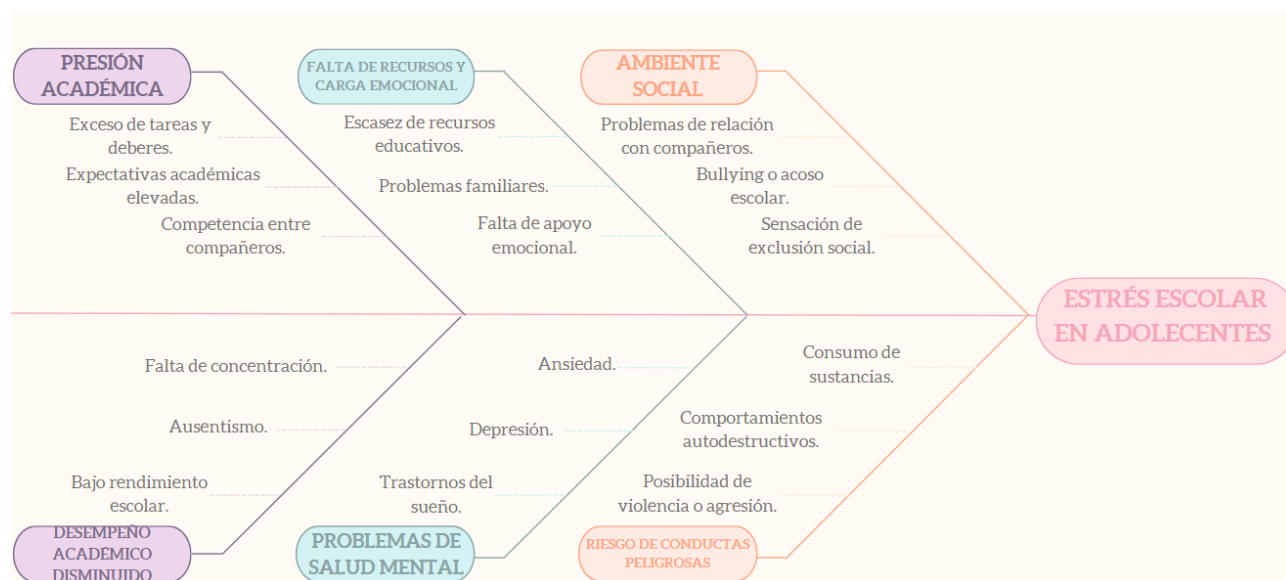 PRESIÓN
ACADÉMICA
Exceso de tareas y
deberes.
Expectativas académicas
elevadas.
Competencia entre
compañeros.
FALTA DE RECURSOS Y
CARGA EMOCIONAL
Escasez de recursos
educativos.
Problemas familiares.
Falta de apoyo
emocional.
AMBIENTE
SOCIAL
Problemas de relación
con compañeros.
Bullying o acoso
escolar.
Sensación de
exclusión social.
ESTRÉS ESCOLAR
EN ADOLECENTES
Falta de concentración.
Ausentismo.
Bajo rendimiento
escolar.
DESEMPEÑO
ACADÉMICO
DISMINUIDO
Ansiedad.
Depresión.
Trastornos del
sueño.
PROBLEMAS DE
SALUD MENTAL
Consumo de
sustancias.
Comportamientos
autodestructivos.
Posibilidad de
violencia o agresión.
RIESGO DE CONDUCTAS
PELIGROSAS